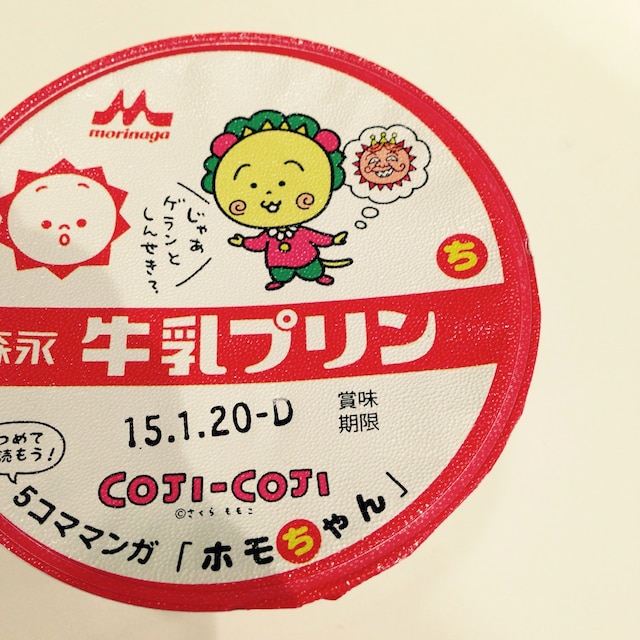 morinaga
じゃあ
ゲランと
しんせき?
ち
森永 牛乳プリン
15.1.20-D
賞味
期限
つめて
読もう!
COJI-COJI
©さくらももこ
5コママンガ「ホモちゃん」